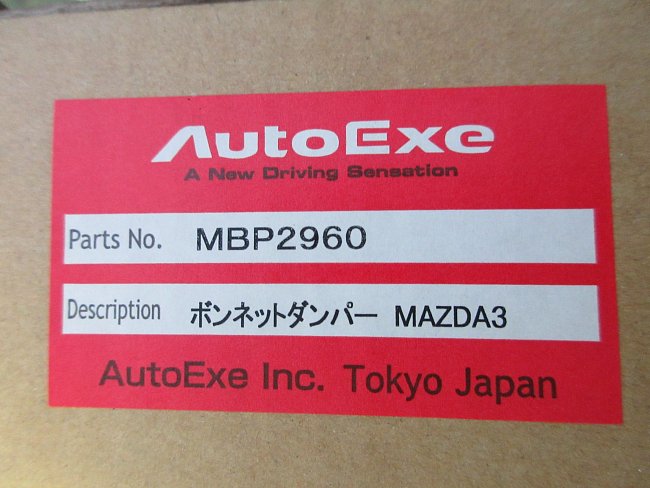 AutoExe
A New Driving Sensation
Parts No. MBP2960
Description ボンネットダンパー MAZDA3
AutoExe Inc. Tokyo Japan